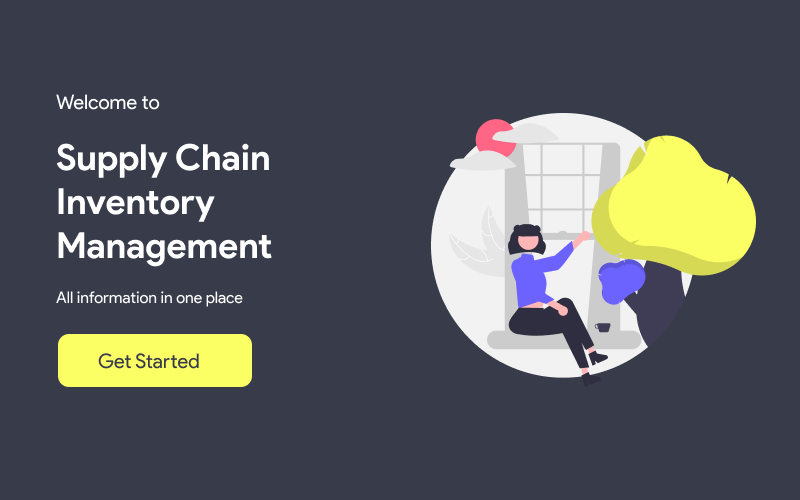 Welcome to
Supply Chain
Inventory
Management
All information in one place
Get Started